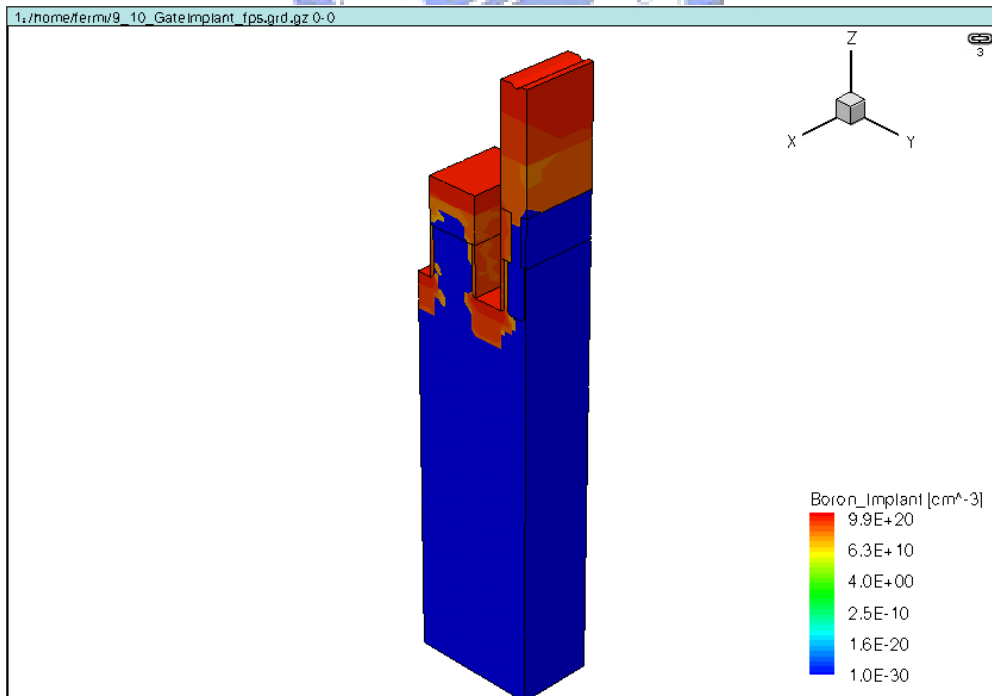 1:/home/fermi/9_10_GateImplant_fps.grd.gz 0-0
Z
3
X
Y
Boron_Implant [cm^-3]
9.9E+20
6.3E+10
4.0E+00
2.5E-10
1.6E-20
1.0E-30